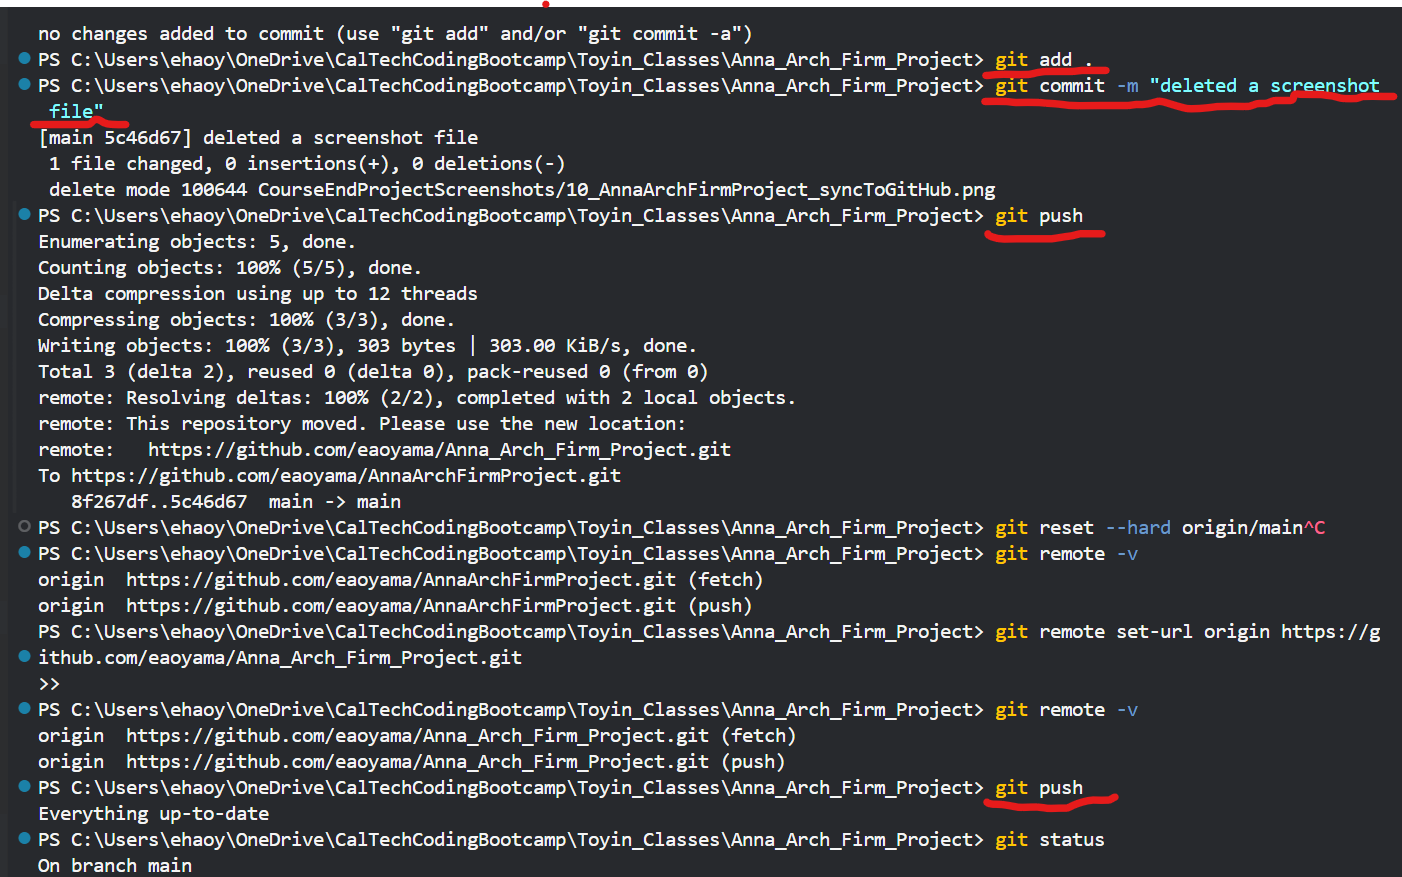 no changes added to commit (use "git add" and/or "git commit -a")
PS C:\Users\ehaoy\OneDrive\CalTechCodingBootcamp\Toyin_Classes\Anna_Arch_Firm_Project> git add .
PS C:\Users\ehaoy\OneDrive\CalTechCodingBootcamp\Toyin_Classes\Anna_Arch_Firm_Project> git commit -m "deleted a screenshot
 file"
[main 5c46d67] deleted a screenshot file
 1 file changed, 0 insertions(+), 0 deletions(-)
 delete mode 100644 CourseEndProjectScreenshots/10_AnnaArchFirmProject_syncToGitHub.png
PS C:\Users\ehaoy\OneDrive\CalTechCodingBootcamp\Toyin_Classes\Anna_Arch_Firm_Project> git push
Enumerating objects: 5, done.
Counting objects: 100% (5/5), done.
Delta compression using up to 12 threads
Compressing objects: 100% (3/3), done.
Writing objects: 100% (3/3), 303 bytes | 303.00 KiB/s, done.
Total 3 (delta 2), reused 0 (delta 0), pack-reused 0 (from 0)
remote: Resolving deltas: 100% (2/2), completed with 2 local objects.
remote: This repository moved. Please use the new location:
remote:   https://github.com/eaoyama/Anna_Arch_Firm_Project.git
To https://github.com/eaoyama/AnnaArchFirmProject.git
   8f267df..5c46d67  main -> main
PS C:\Users\ehaoy\OneDrive\CalTechCodingBootcamp\Toyin_Classes\Anna_Arch_Firm_Project> git reset --hard origin/main^C
PS C:\Users\ehaoy\OneDrive\CalTechCodingBootcamp\Toyin_Classes\Anna_Arch_Firm_Project> git remote -v
origin  https://github.com/eaoyama/AnnaArchFirmProject.git (fetch)
origin  https://github.com/eaoyama/AnnaArchFirmProject.git (push)
PS C:\Users\ehaoy\OneDrive\CalTechCodingBootcamp\Toyin_Classes\Anna_Arch_Firm_Project> git remote set-url origin https://g
ithub.com/eaoyama/Anna_Arch_Firm_Project.git
>>
PS C:\Users\ehaoy\OneDrive\CalTechCodingBootcamp\Toyin_Classes\Anna_Arch_Firm_Project> git remote -v
origin  https://github.com/eaoyama/Anna_Arch_Firm_Project.git (fetch)
origin  https://github.com/eaoyama/Anna_Arch_Firm_Project.git (push)
PS C:\Users\ehaoy\OneDrive\CalTechCodingBootcamp\Toyin_Classes\Anna_Arch_Firm_Project> git push
Everything up-to-date
PS C:\Users\ehaoy\OneDrive\CalTechCodingBootcamp\Toyin_Classes\Anna_Arch_Firm_Project> git status
On branch main